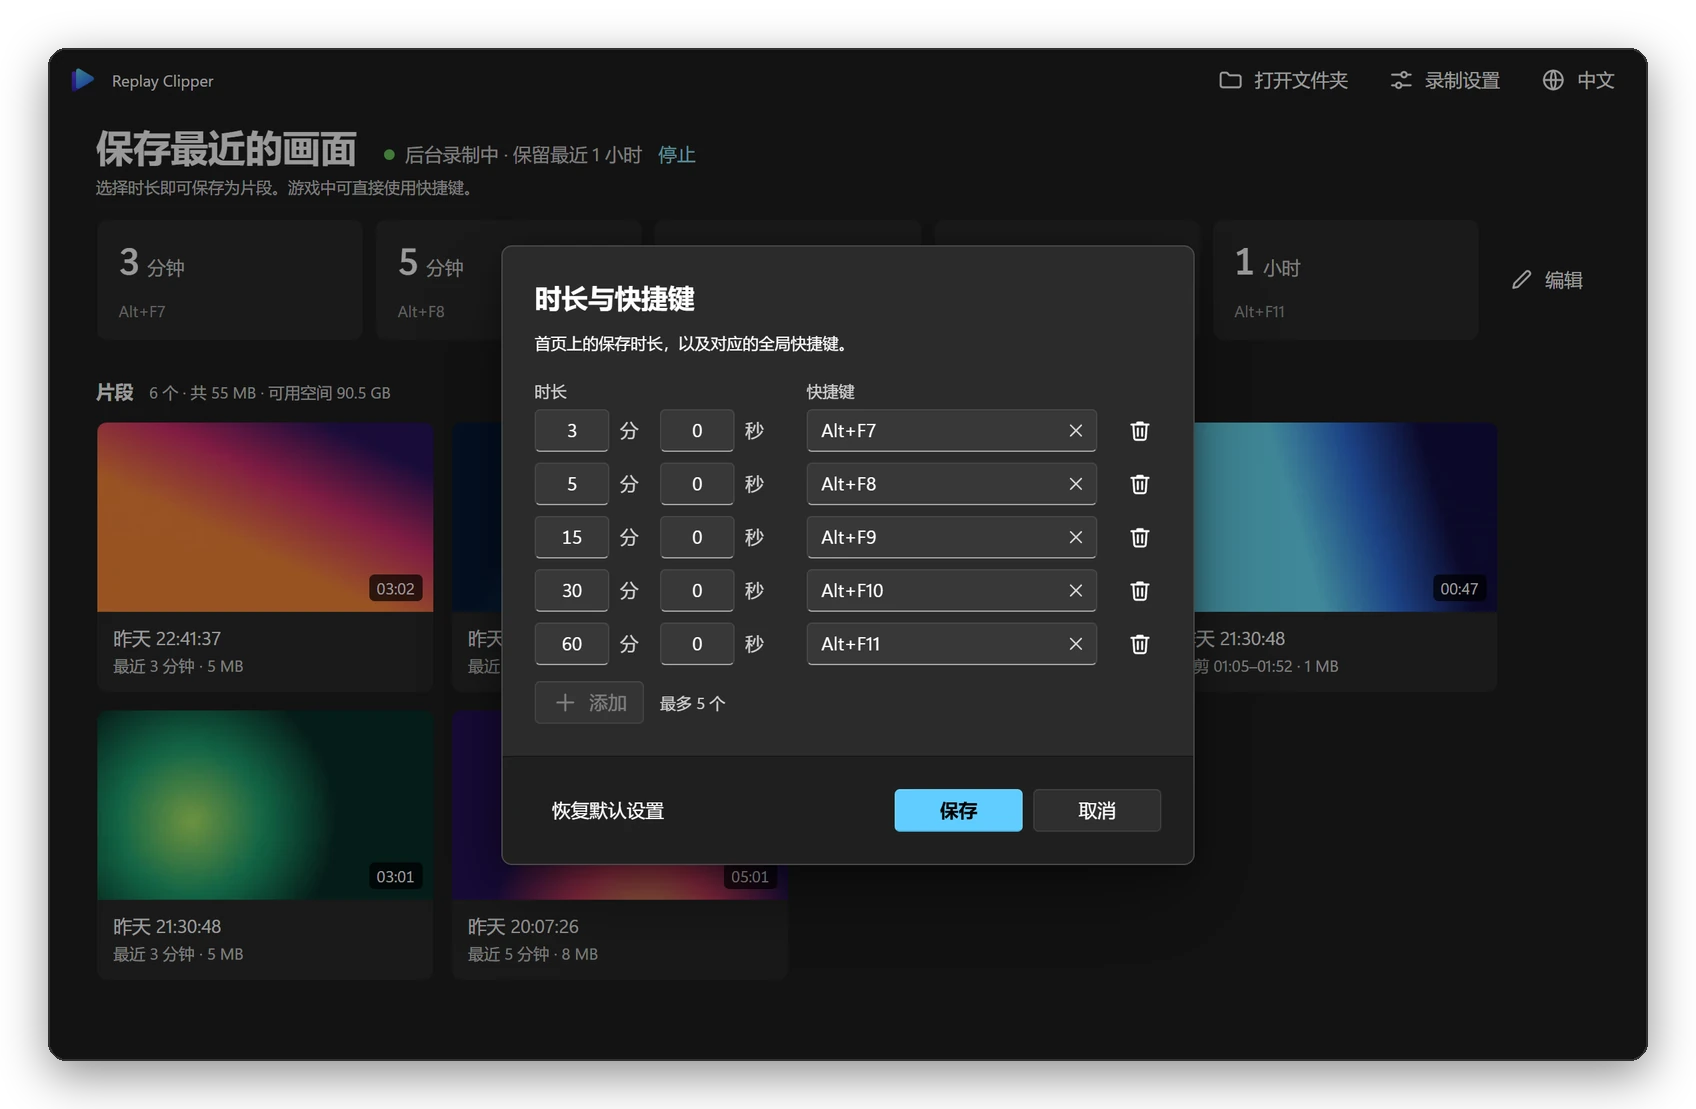 Replay Clipper
打开文件夹
录制设置
中文
保存最近的画面
后台录制中 · 保留最近 1 小时 停止
选择时长即可保存为片段。游戏中可直接使用快捷键。
3 分钟
Alt+F7
5 分钟
Alt+F8
1 小时
Alt+F11
编辑
片段 6 个 · 共 55 MB · 可用空间 90.5 GB
时长与快捷键
首页上的保存时长，以及对应的全局快捷键。
时长 快捷键
3 分 0 秒 Alt+F7
5 分 0 秒 Alt+F8
15 分 0 秒 Alt+F9
30 分 0 秒 Alt+F10
60 分 0 秒 Alt+F11
添加 最多 5 个
恢复默认设置 保存 取消
03:02
昨天 22:41:37
最近 3 分钟 · 5 MB
昨天
最近
00:47
天 21:30:48
剪 01:05–01:52 · 1 MB
03:01
昨天 21:30:48
最近 3 分钟 · 5 MB
05:01
昨天 20:07:26
最近 5 分钟 · 8 MB